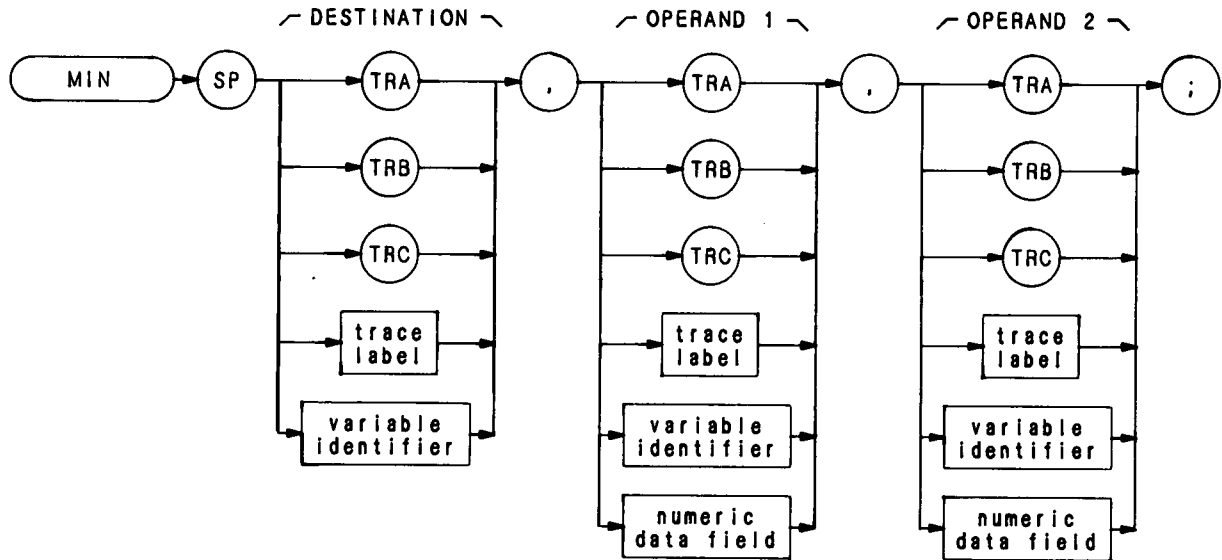 DESTINATION OPERAND 1 OPERAND 2
MIN SP TRA , TRA , TRA ;
TRB TRB TRB
TRC TRC TRC
trace label trace label trace label
variable identifier variable identifier variable identifier
numeric data field numeric data field